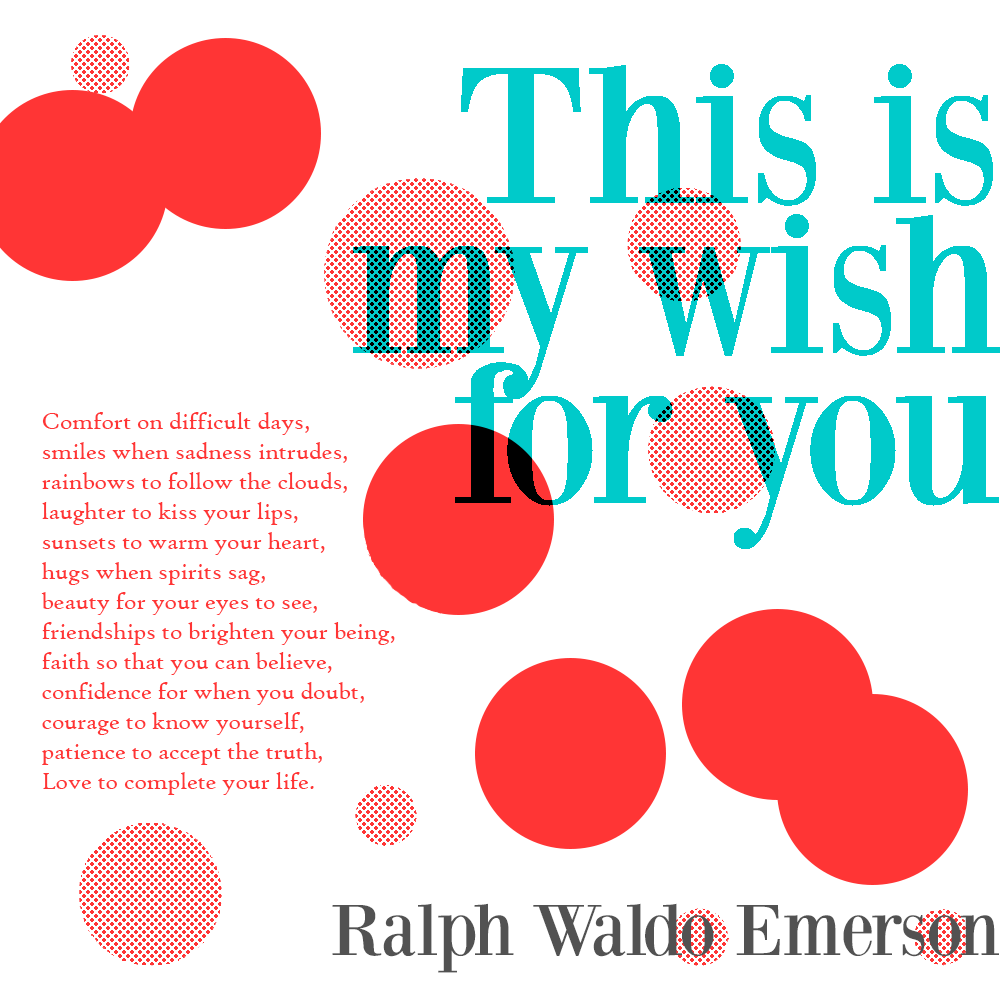 This is
my wish
for you
Comfort on difficult days,
smiles when sadness intrudes,
rainbows to follow the clouds,
laughter to kiss your lips,
sunsets to warm your heart,
hugs when spirits sag,
beauty for your eyes to see,
friendships to brighten your being,
faith so that you can believe,
confidence for when you doubt,
courage to know yourself,
patience to accept the truth,
Love to complete your life.
Ralph Waldo Emerson